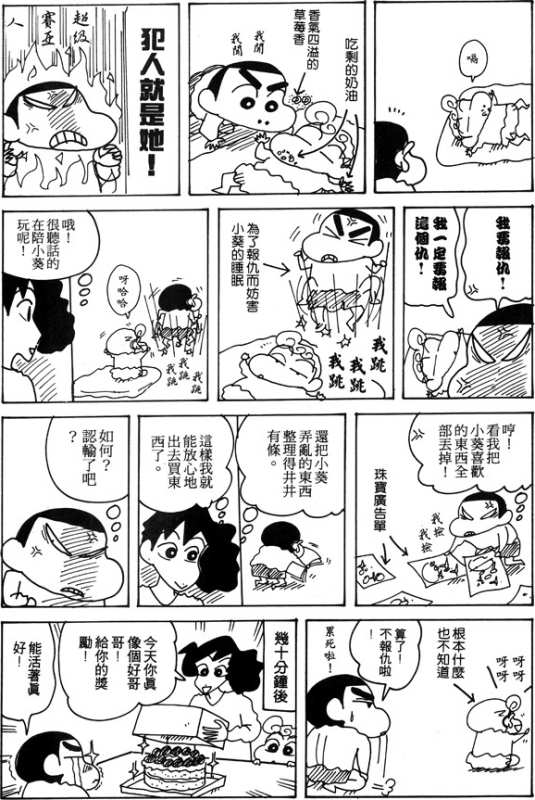 嗝
吃剩的奶油
香氣四溢的
草莓香
我聞
我聞
犯人就是她！
超級
賽亞
人
我要報仇！
我一定要報
這個仇！
為了報仇而妨害
小葵的睡眠
我跳
我跳
我跳
呀
哈
哈
我跳
我跳
我跳
哦！
很聽話的
在陪小葵
玩呢！
哼！
看我把
小葵喜歡
的東西全
部丟掉！
珠寶廣告單
我撿
我撿
還把小葵
弄亂的東西
整理得井井
有條。
這樣我就
能放心地
出去買東
西了。
如何？
認輸了吧
？
呀呀
呀呀
根本什麼
也不知道
算了！
不報仇啦
！
累死啦！
幾十分鐘後
今天你真
像個好哥
哥！
給你的獎
勵！
能活著真
好！